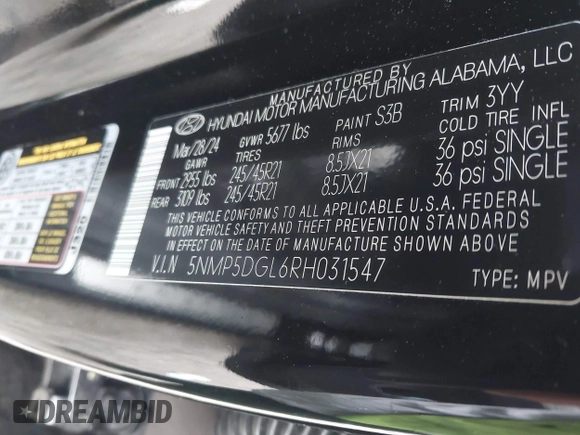 MANUFACTURED BY
HYUNDAI MOTOR MANUFACTURING ALABAMA, LLC
Mar/28/24 GVWR 5677 lbs PAINT S3B TRIM 3YY
GAWR TIRES RIMS COLD TIRE INFL
FRONT 2955 lbs 245/45R21 8.5JX21 36 psi SINGLE
REAR 3109 lbs 245/45R21 8.5JX21 36 psi SINGLE
THIS VEHICLE CONFORMS TO ALL APPLICABLE U.S.A. FEDERAL
MOTOR VEHICLE SAFETY AND THEFT PREVENTION STANDARDS
IN EFFECT ON THE DATE OF MANUFACTURE SHOWN ABOVE
V.I.N 5NMP5DGL6RH031547 TYPE: MPV
DREAMBID